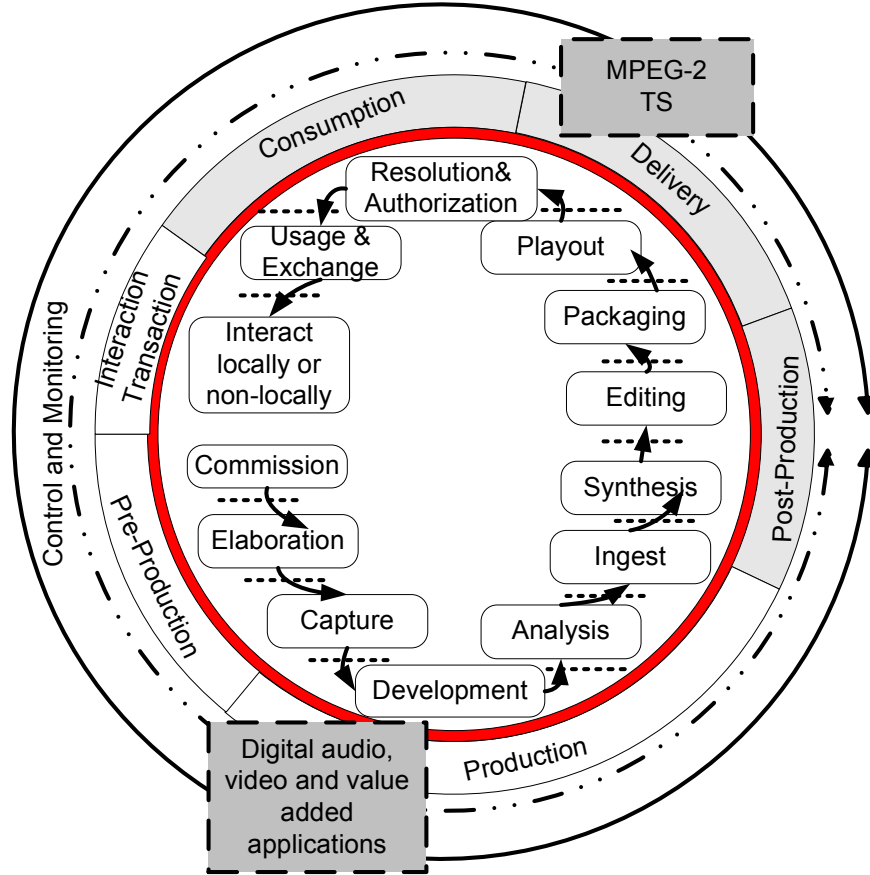 MPEG-2
TS
Consumption
Delivery
Resolution&
Authorization
Usage &
Exchange
Playout
Interaction
Transaction
Control and Monitoring
Interact
locally or
non-locally
Packaging
Editing
Post-Production
Commission
Synthesis
Pre-Production
Elaboration
Ingest
Capture
Analysis
Development
Production
Digital audio,
video and value
added
applications